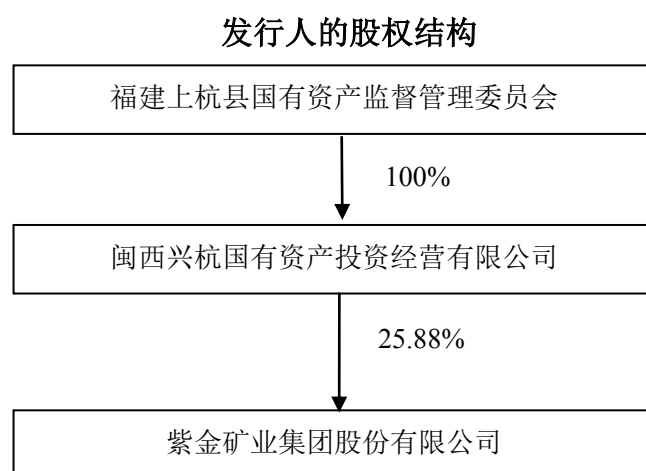 发行人的股权结构
福建上杭县国有资产监督管理委员会
100%
闽西兴杭国有资产投资经营有限公司
25.88%
紫金矿业集团股份有限公司